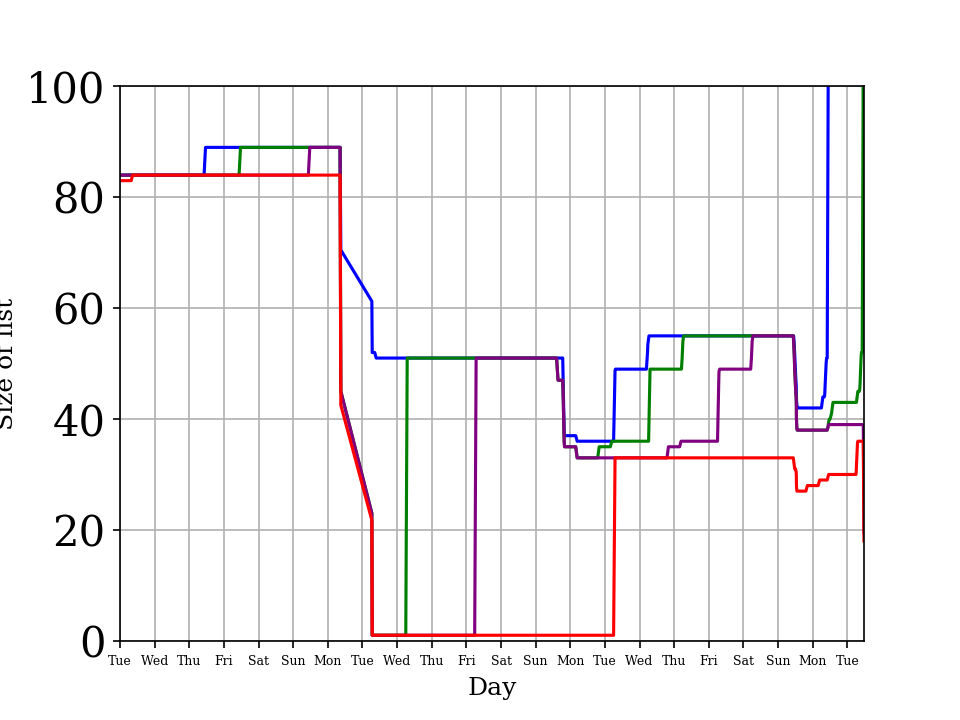 100
80
60
40
20
0
Size of list
Tue Wed Thu Fri Sat Sun Mon Tue Wed Thu Fri Sat Sun Mon Tue Wed Thu Fri Sat Sun Mon Tue
Day